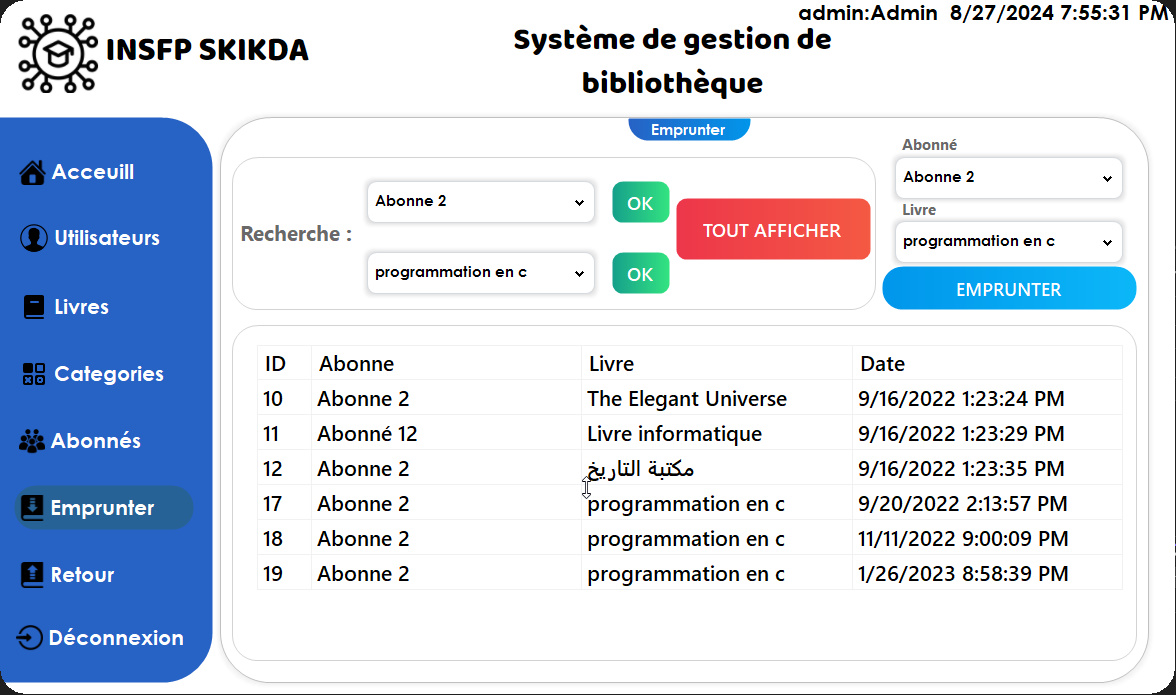 admin:Admin 8/27/2024 7:55:31 PM
INSFP SKIKDA
Système de gestion de
bibliothèque
Acceuill
Utilisateurs
Livres
Categories
Abonnés
Emprunter
Retour
Déconnexion
Emprunter
Recherche :
Abonne 2
OK
programmation en c
OK
TOUT AFFICHER
Abonné
Abonne 2
Livre
programmation en c
EMPRUNTER
ID Abonne Livre Date
10 Abonne 2 The Elegant Universe 9/16/2022 1:23:24 PM
11 Abonné 12 Livre informatique 9/16/2022 1:23:29 PM
12 Abonne 2 مكتبة التاريخ 9/16/2022 1:23:35 PM
17 Abonne 2 programmation en c 9/20/2022 2:13:57 PM
18 Abonne 2 programmation en c 11/11/2022 9:00:09 PM
19 Abonne 2 programmation en c 1/26/2023 8:58:39 PM